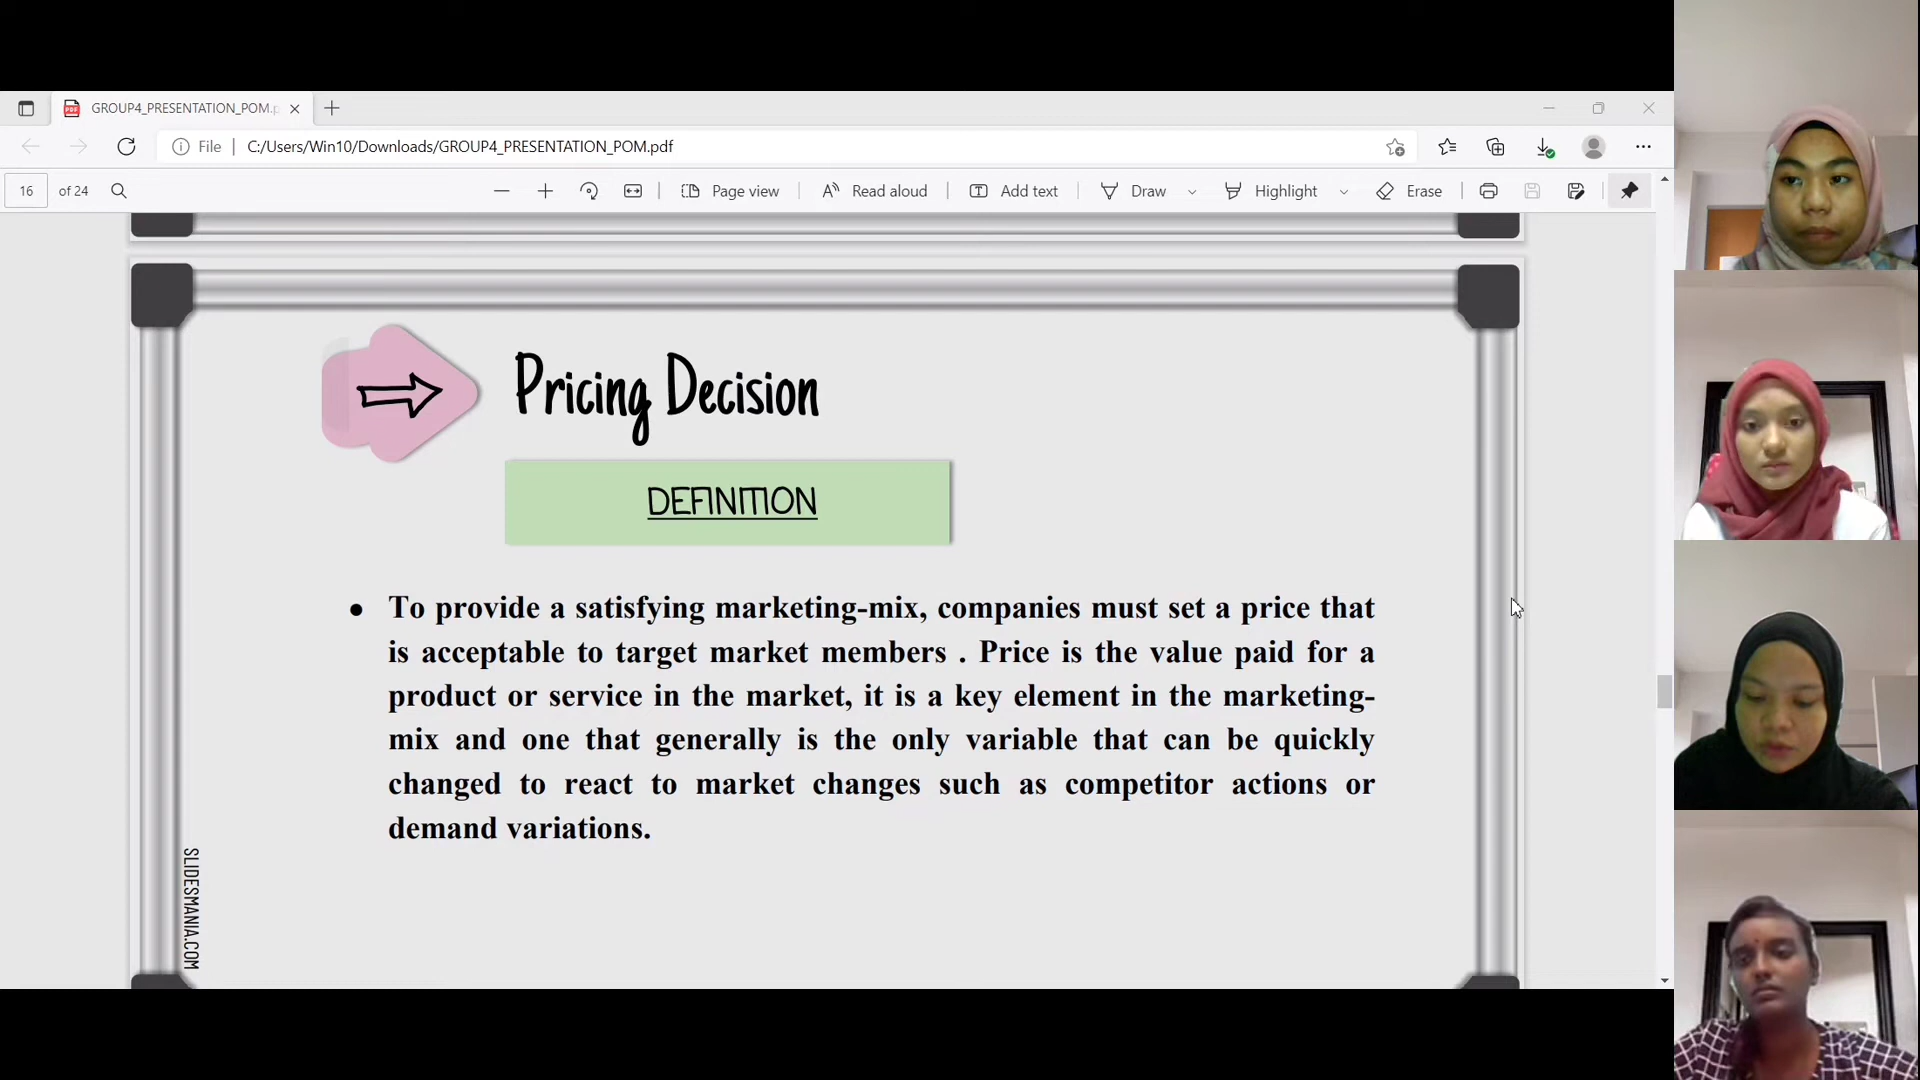 GROUP4_PRESENTATION_POM.p
File
C:/Users/Win10/Downloads/GROUP4_PRESENTATION_POM.pdf
16 of 24
Page view
Read aloud
Add text
Draw
Highlight
Erase
Pricing Decision
DEFINITION
• To provide a satisfying marketing-mix, companies must set a price that
is acceptable to target market members . Price is the value paid for a
product or service in the market, it is a key element in the marketing-
mix and one that generally is the only variable that can be quickly
changed to react to market changes such as competitor actions or
demand variations.
SLIDESMANIA.COM